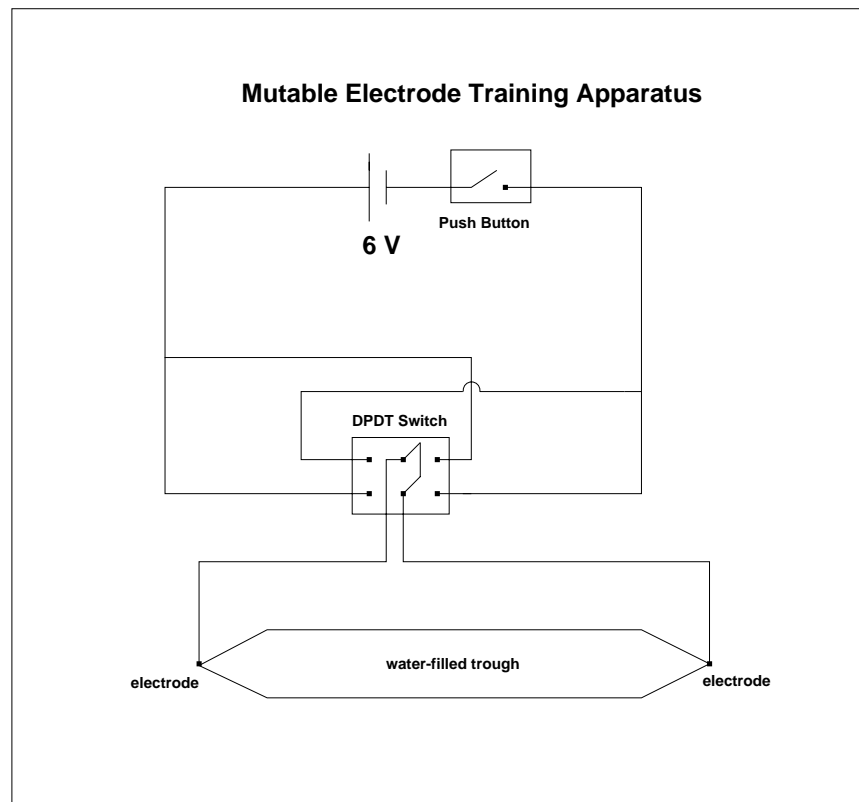 Mutable Electrode Training Apparatus
Push Button
6 V
DPDT Switch
water-filled trough
electrode
electrode